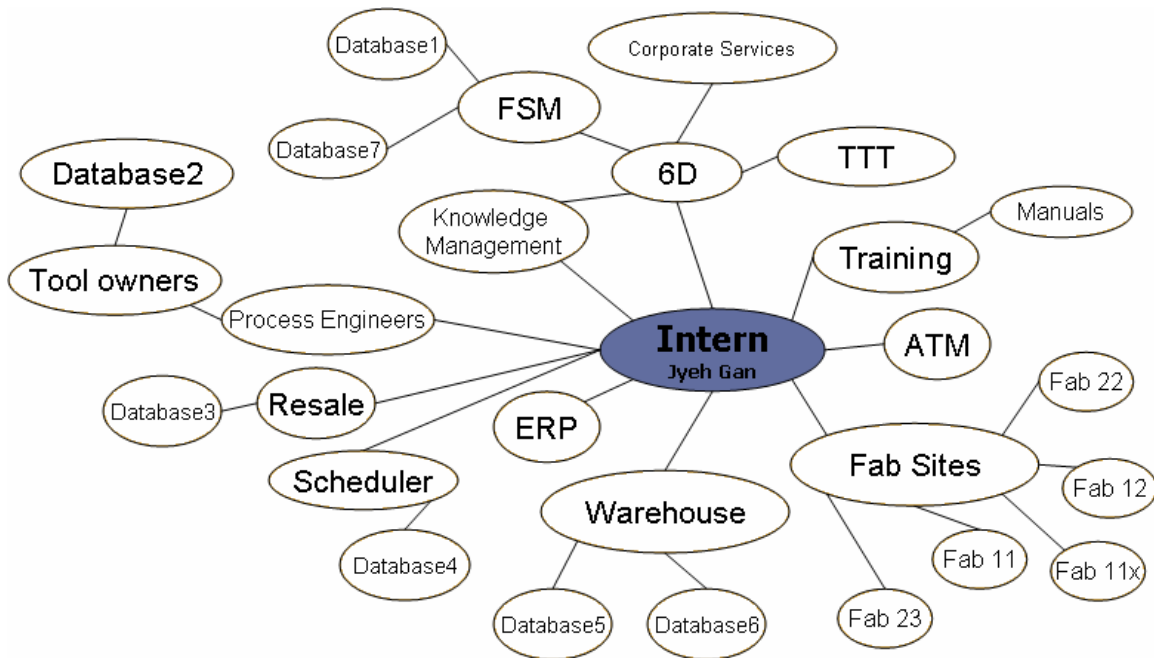 Database1
Corporate Services
FSM
Database7
6D
TTT
Database2
Knowledge
Management
Manuals
Training
Tool owners
Process Engineers
Intern
Jyeh Gan
ATM
Fab 22
Database3
Resale
ERP
Fab Sites
Scheduler
Fab 12
Warehouse
Database4
Fab 11
Fab 11x
Database5
Database6
Fab 23